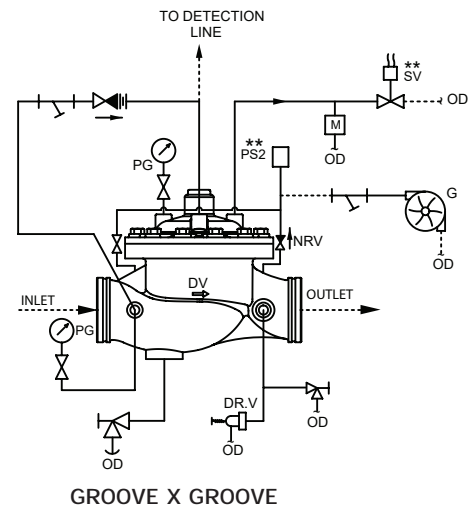 TO DETECTION
LINE
**
SV
OD
M
OD
PG
**
PS2
G
OD
NRV
DV
INLET
OUTLET
PG
DR.V
OD
OD
OD
GROOVE X GROOVE